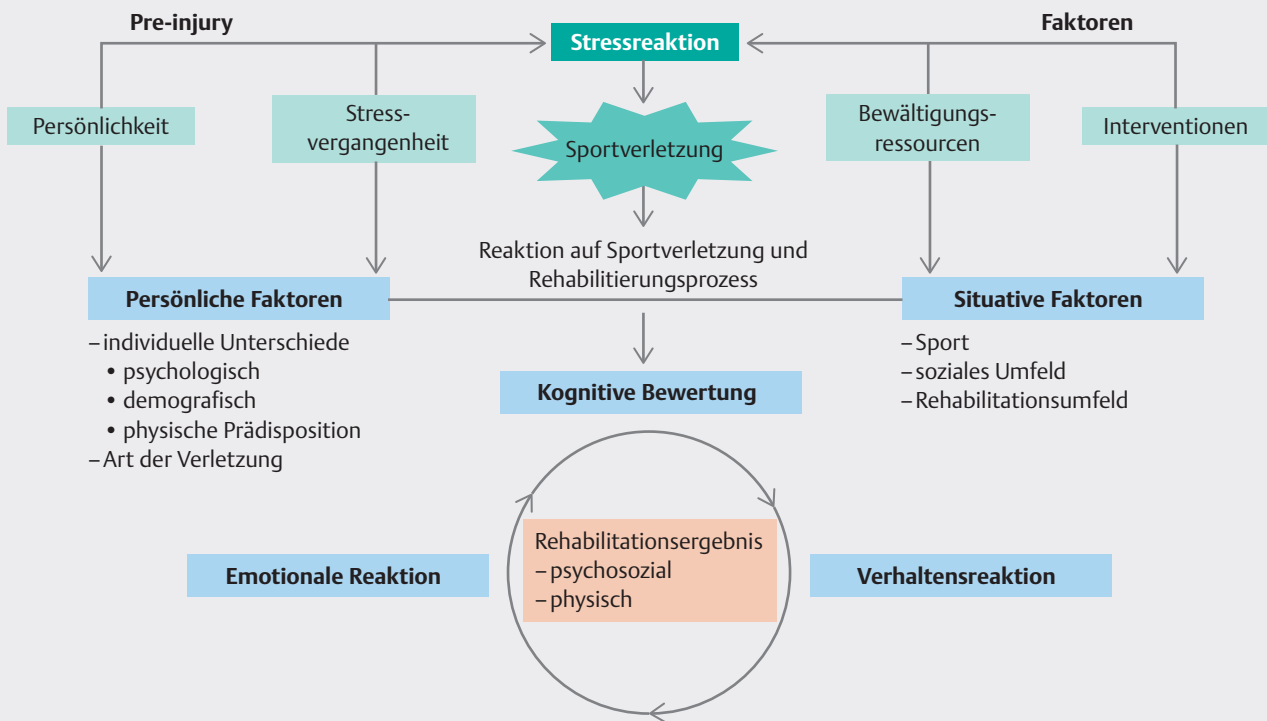 Pre-injury
Faktoren
Stressreaktion
Persönlichkeit
Stress-
vergangenheit
Sportverletzung
Bewältigungs-
ressourcen
Interventionen
Reaktion auf Sportverletzung und
Rehabilitierungsprozess
Persönliche Faktoren
– individuelle Unterschiede
• psychologisch
• demografisch
• physische Prädisposition
– Art der Verletzung
Situative Faktoren
– Sport
– soziales Umfeld
– Rehabilitationsumfeld
Kognitive Bewertung
Emotionale Reaktion
Rehabilitationsergebnis
– psychosozial
– physisch
Verhaltensreaktion